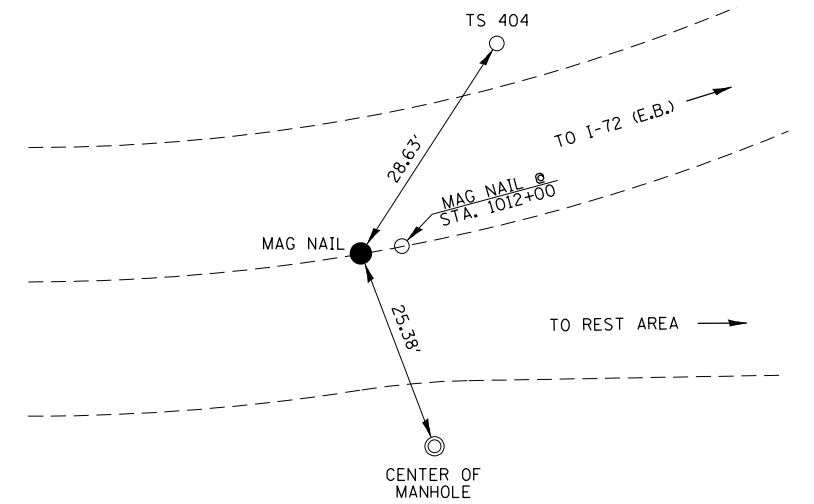 TS 404
28.63'
TO I-72 (E.B.)
MAG NAIL @
STA. 1012+00
MAG NAIL
25.38'
TO REST AREA
CENTER OF
MANHOLE